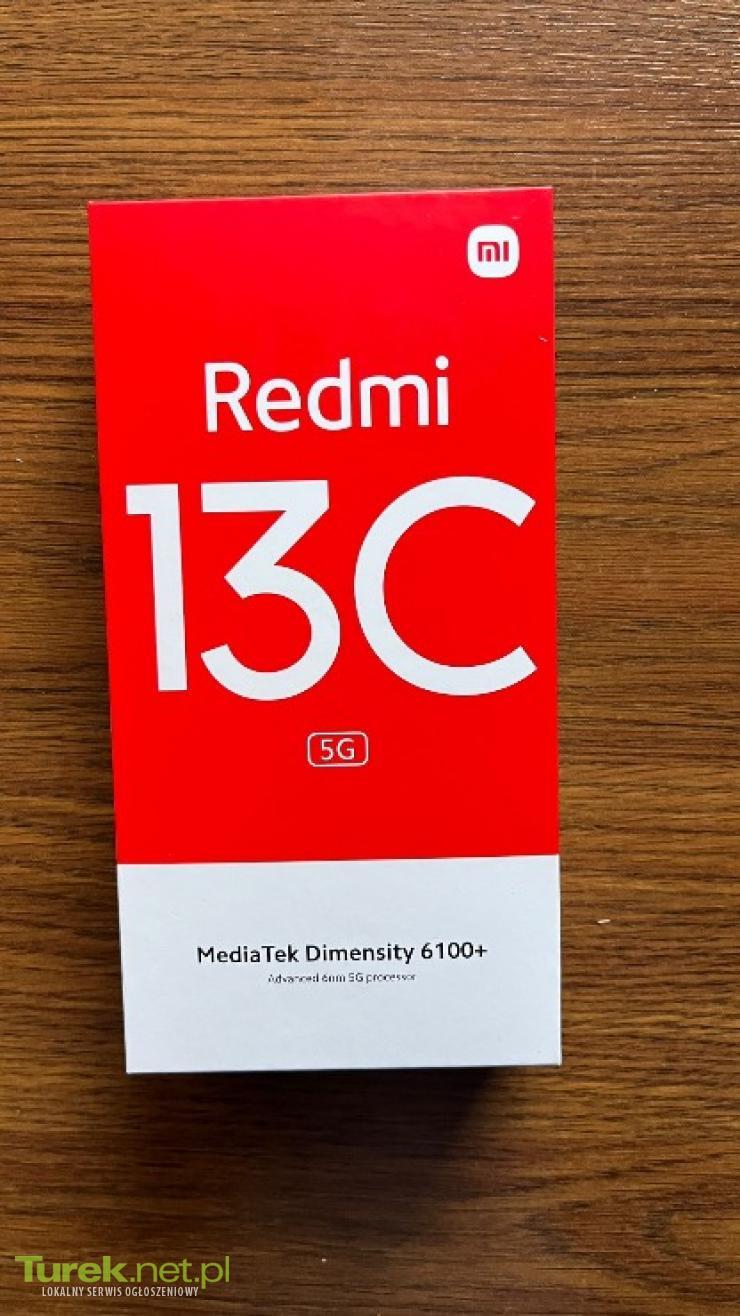 mi
Redmi
13C
5G
MediaTek Dimensity 6100+
Advanced 6nm 5G processor
Turek.net.pl
LOKALNY SERWIS OGŁOSZENIOWY